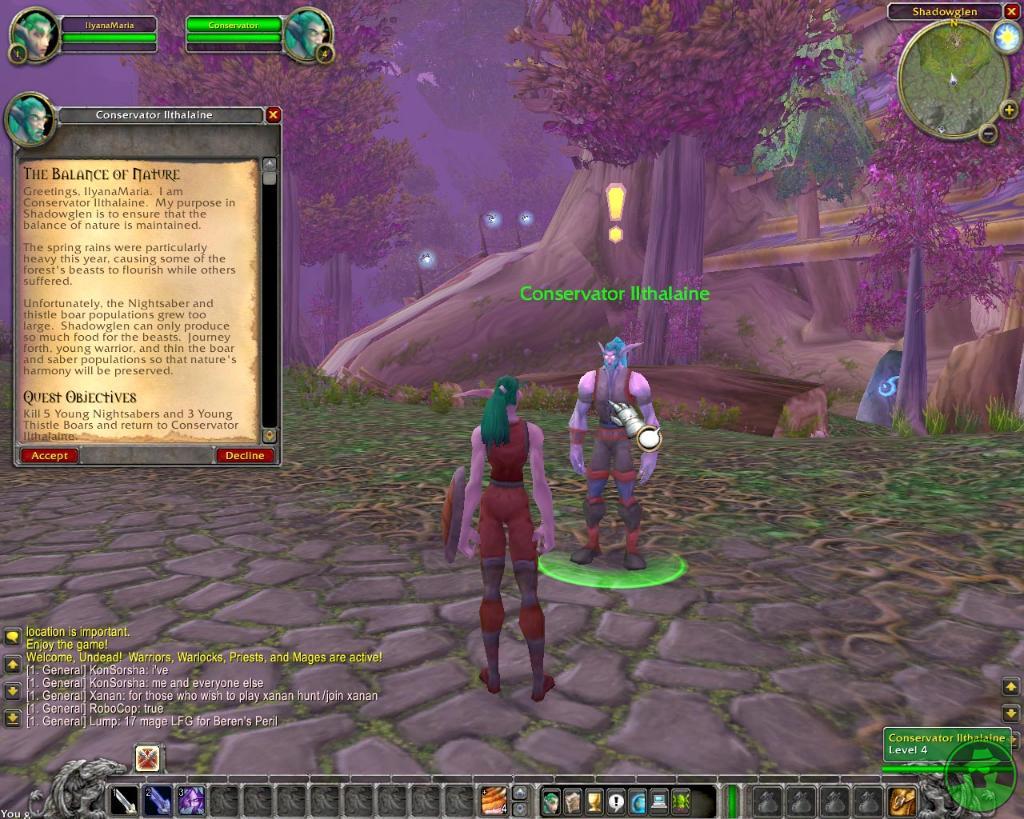 IlyanaMaria
Conservator
1
4
Shadowglen
N
Conservator Ilthalaine
The Balance of Nature
Greetings, IlyanaMaria. I am
Conservator Ilthalaine. My purpose in
Shadowglen is to ensure that the
balance of nature is maintained.
The spring rains were particularly
heavy this year, causing some of the
forest's beasts to flourish while others
suffered.
Unfortunately, the Nightsaber and
thistle boar populations grew too
large. Shadowglen can only produce
so much food for the beasts. Journey
forth, young warrior, and thin the boar
and saber populations so that nature's
harmony will be preserved.
Quest Objectives
Kill 5 Young Nightsabers and 3 Young
Thistle Boars and return to Conservator
Ilthalaine.
Accept
Decline
Conservator Ilthalaine
location is important.
Enjoy the game!
Welcome, Undead! Warriors, Warlocks, Priests, and Mages are active!
[1. General] KonSorsha: i've
[1. General] KonSorsha: me and everyone else
[1. General] Xanan: for those who wish to play xanan hunt /join xanan
[1. General] RoboCop: true
[1. General] Lump: 17 mage LFG for Beren's Peril
Conservator Ilthalaine
Level 4
1
2
3
4
You g